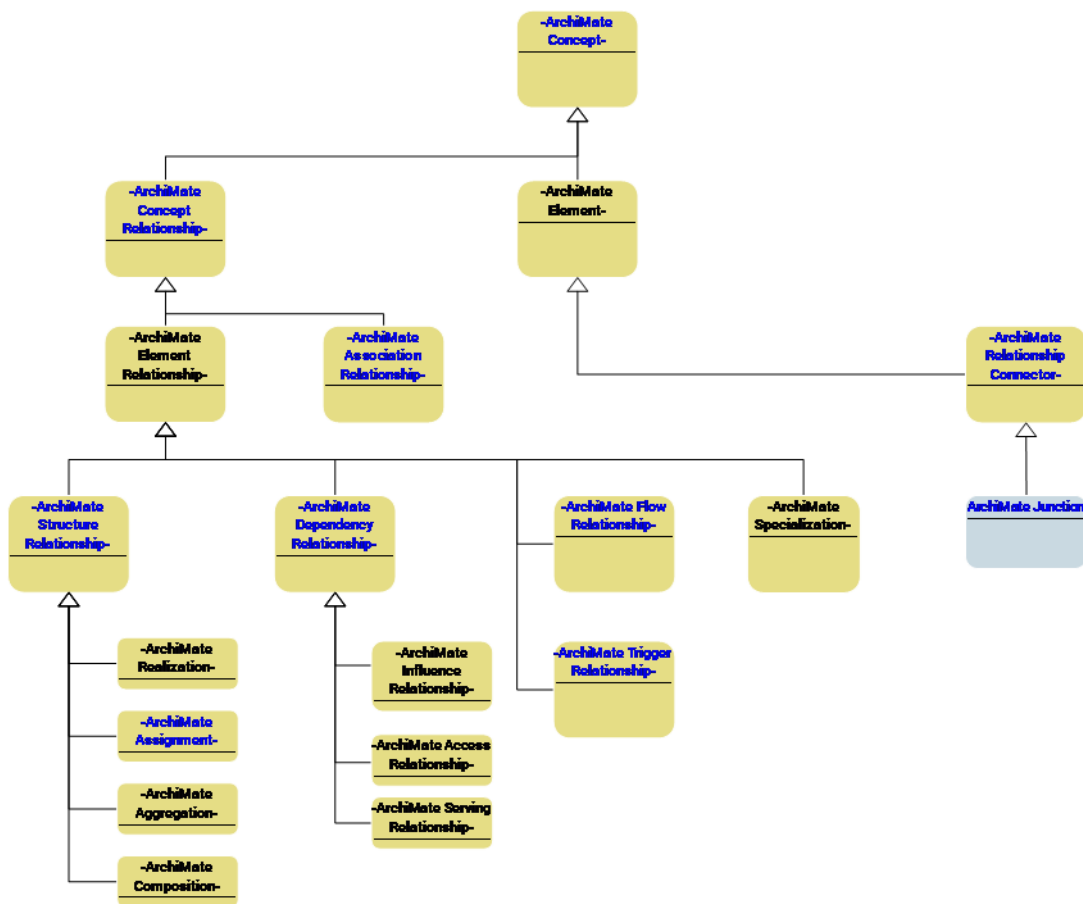 -ArchiMate
Concept-
-ArchiMate
Concept
Relationship-
-ArchiMate
Element-
-ArchiMate
Element
Relationship-
-ArchiMate
Association
Relationship-
-ArchiMate
Relationship
Connector-
-ArchiMate
Structure
Relationship-
-ArchiMate
Dependency
Relationship-
-ArchiMate Flow
Relationship-
-ArchiMate
Specialization-
ArchiMate Junction
-ArchiMate
Realization-
-ArchiMate
Influence
Relationship-
-ArchiMate Trigger
Relationship-
-ArchiMate
Assignment-
-ArchiMate Access
Relationship-
-ArchiMate
Aggregation-
-ArchiMate Serving
Relationship-
-ArchiMate
Composition-